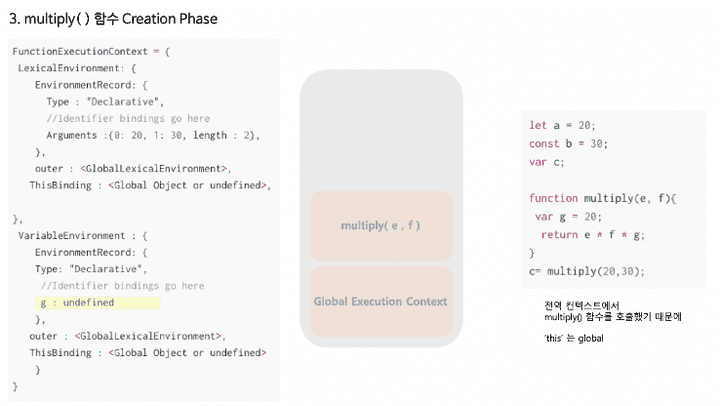 3. multiply( ) 함수 Creation Phase
FunctionExecutionContext = {
LexicalEnvironment: {
EnvironmentRecord: {
Type : "Declarative",
//Identifier bindings go here
Arguments :{0: 20, 1: 30, length : 2},
},
outer : <GlobalLexicalEnvironment>,
ThisBinding : <Global Object or undefined>,
},
VariableEnvironment : {
EnvironmentRecord: {
Type: "Declarative",
//Identifier bindings go here
g : undefined
},
outer : <GlobalLexicalEnvironment>,
ThisBinding : <Global Object or undefined>
}
}
multiply( e , f )
Global Execution Context
let a = 20;
const b = 30;
var c;
function multiply(e, f){
var g = 20;
return e * f * g;
}
c= multiply(20,30);
전역 컨텍스트에서
multiply() 함수를 호출했기 때문에
'this' 는 global